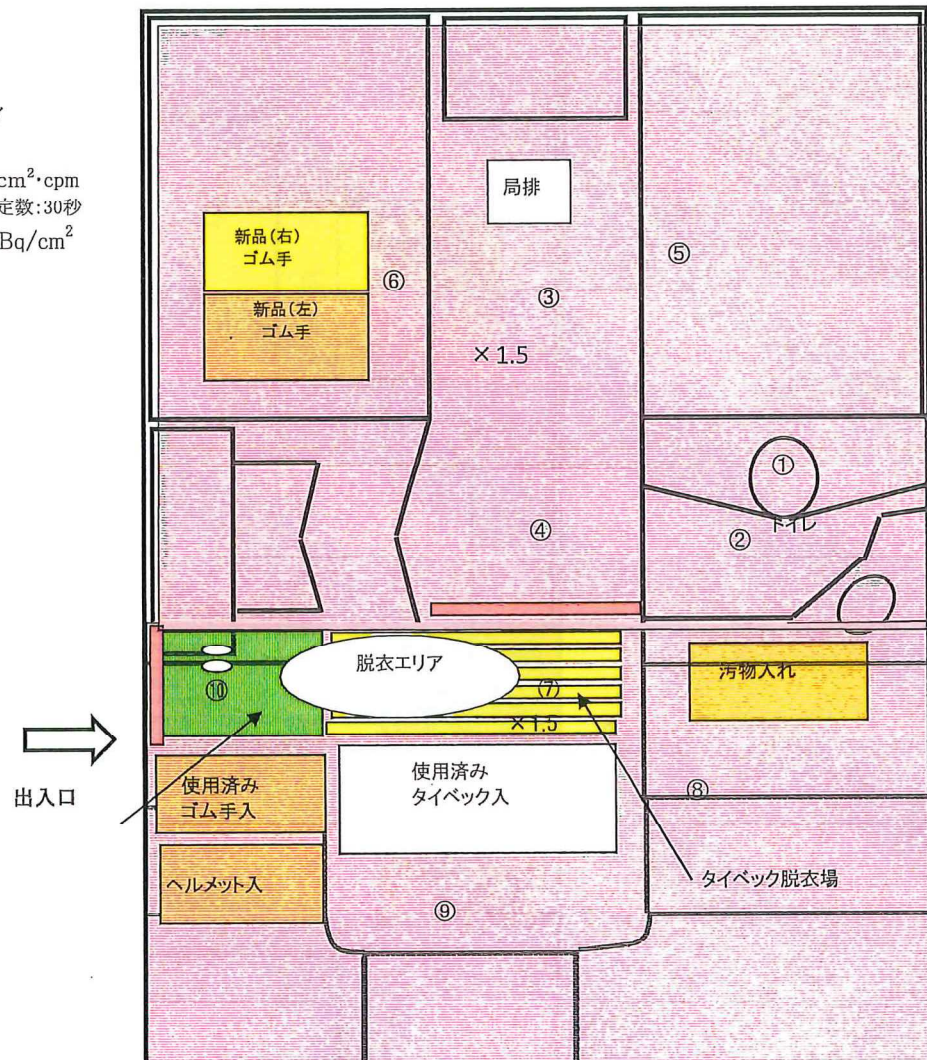 cm²･cpm
定数:30秒
Bq/cm²
局排
新品(右)
ゴム手
新品(左)
ゴム手
⑥
⑤
③
×1.5
①
トイレ
②
④
脱衣エリア
⑩
⑦
×1.5
汚物入れ
出入口
使用済み
ゴム手入
使用済み
タイベック入
⑧
ヘルメット入
タイベック脱衣場
⑨